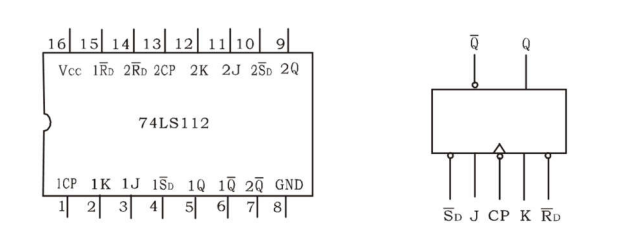 16 15 14 13 12 11 10 9
Vcc 1R̅D 2R̅D 2CP 2K 2J 2S̅D 2Q
74LS112
1CP 1K 1J 1S̅D 1Q 1Q̅ 2Q̅ GND
1 2 3 4 5 6 7 8
Q̅ Q
S̅D J CP K R̅D